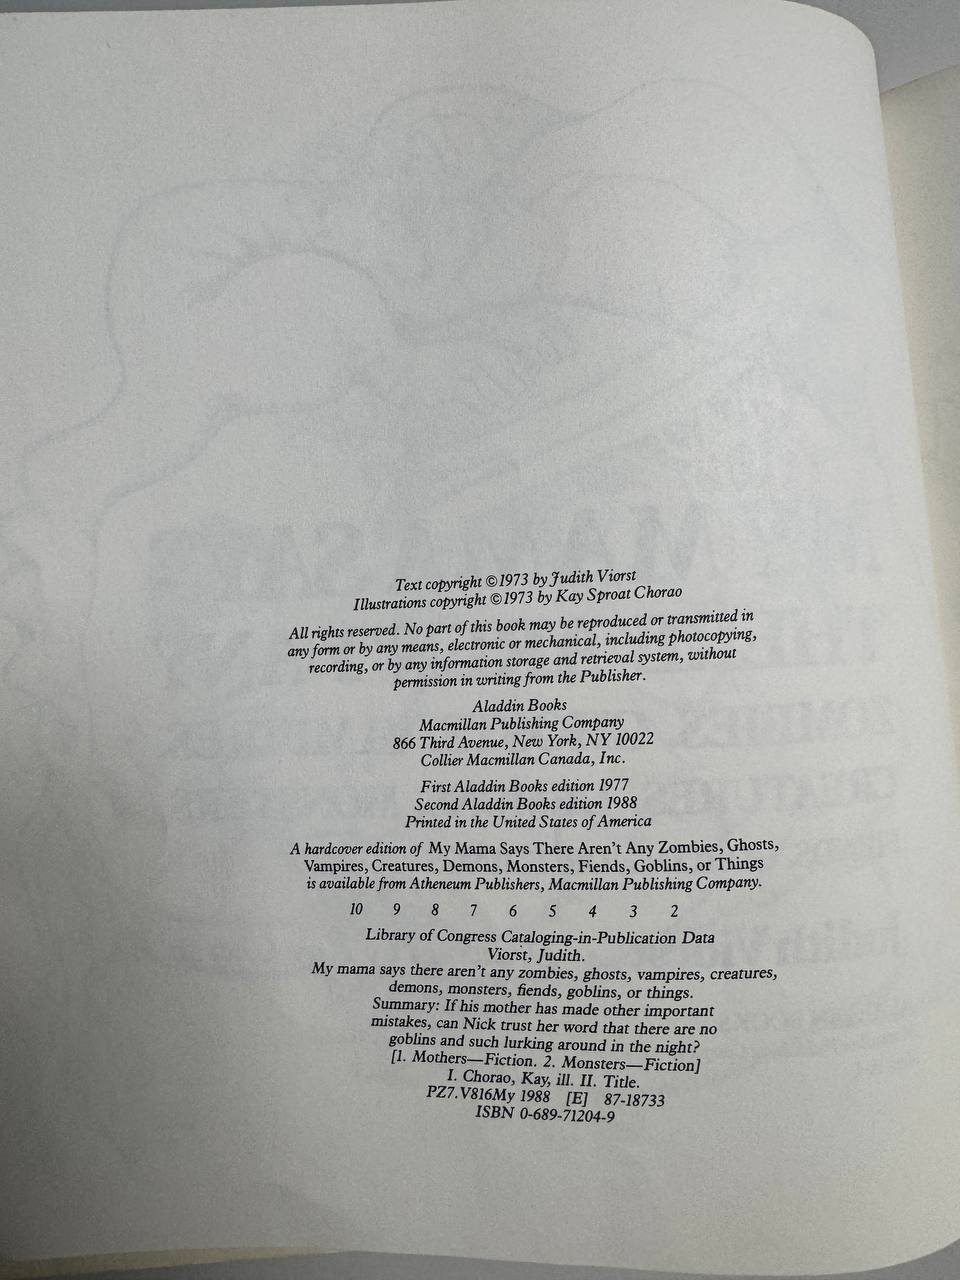 Text copyright © 1973 by Judith Viorst
Illustrations copyright © 1973 by Kay Sproat Chorao
All rights reserved. No part of this book may be reproduced or transmitted in
any form or by any means, electronic or mechanical, including photocopying,
recording, or by any information storage and retrieval system, without
permission in writing from the Publisher.
Aladdin Books
Macmillan Publishing Company
866 Third Avenue, New York, NY 10022
Collier Macmillan Canada, Inc.
First Aladdin Books edition 1977
Second Aladdin Books edition 1988
Printed in the United States of America
A hardcover edition of My Mama Says There Aren't Any Zombies, Ghosts,
Vampires, Creatures, Demons, Monsters, Fiends, Goblins, or Things
is available from Atheneum Publishers, Macmillan Publishing Company.
10 9 8 7 6 5 4 3 2
Library of Congress Cataloging-in-Publication Data
Viorst, Judith.
My mama says there aren't any zombies, ghosts, vampires, creatures,
demons, monsters, fiends, goblins, or things.
Summary: If his mother has made other important
mistakes, can Nick trust her word that there are no
goblins and such lurking around in the night?
[1. Mothers—Fiction. 2. Monsters—Fiction]
I. Chorao, Kay, ill. II. Title.
PZ7.V816My 1988 [E] 87-18733
ISBN 0-689-71204-9